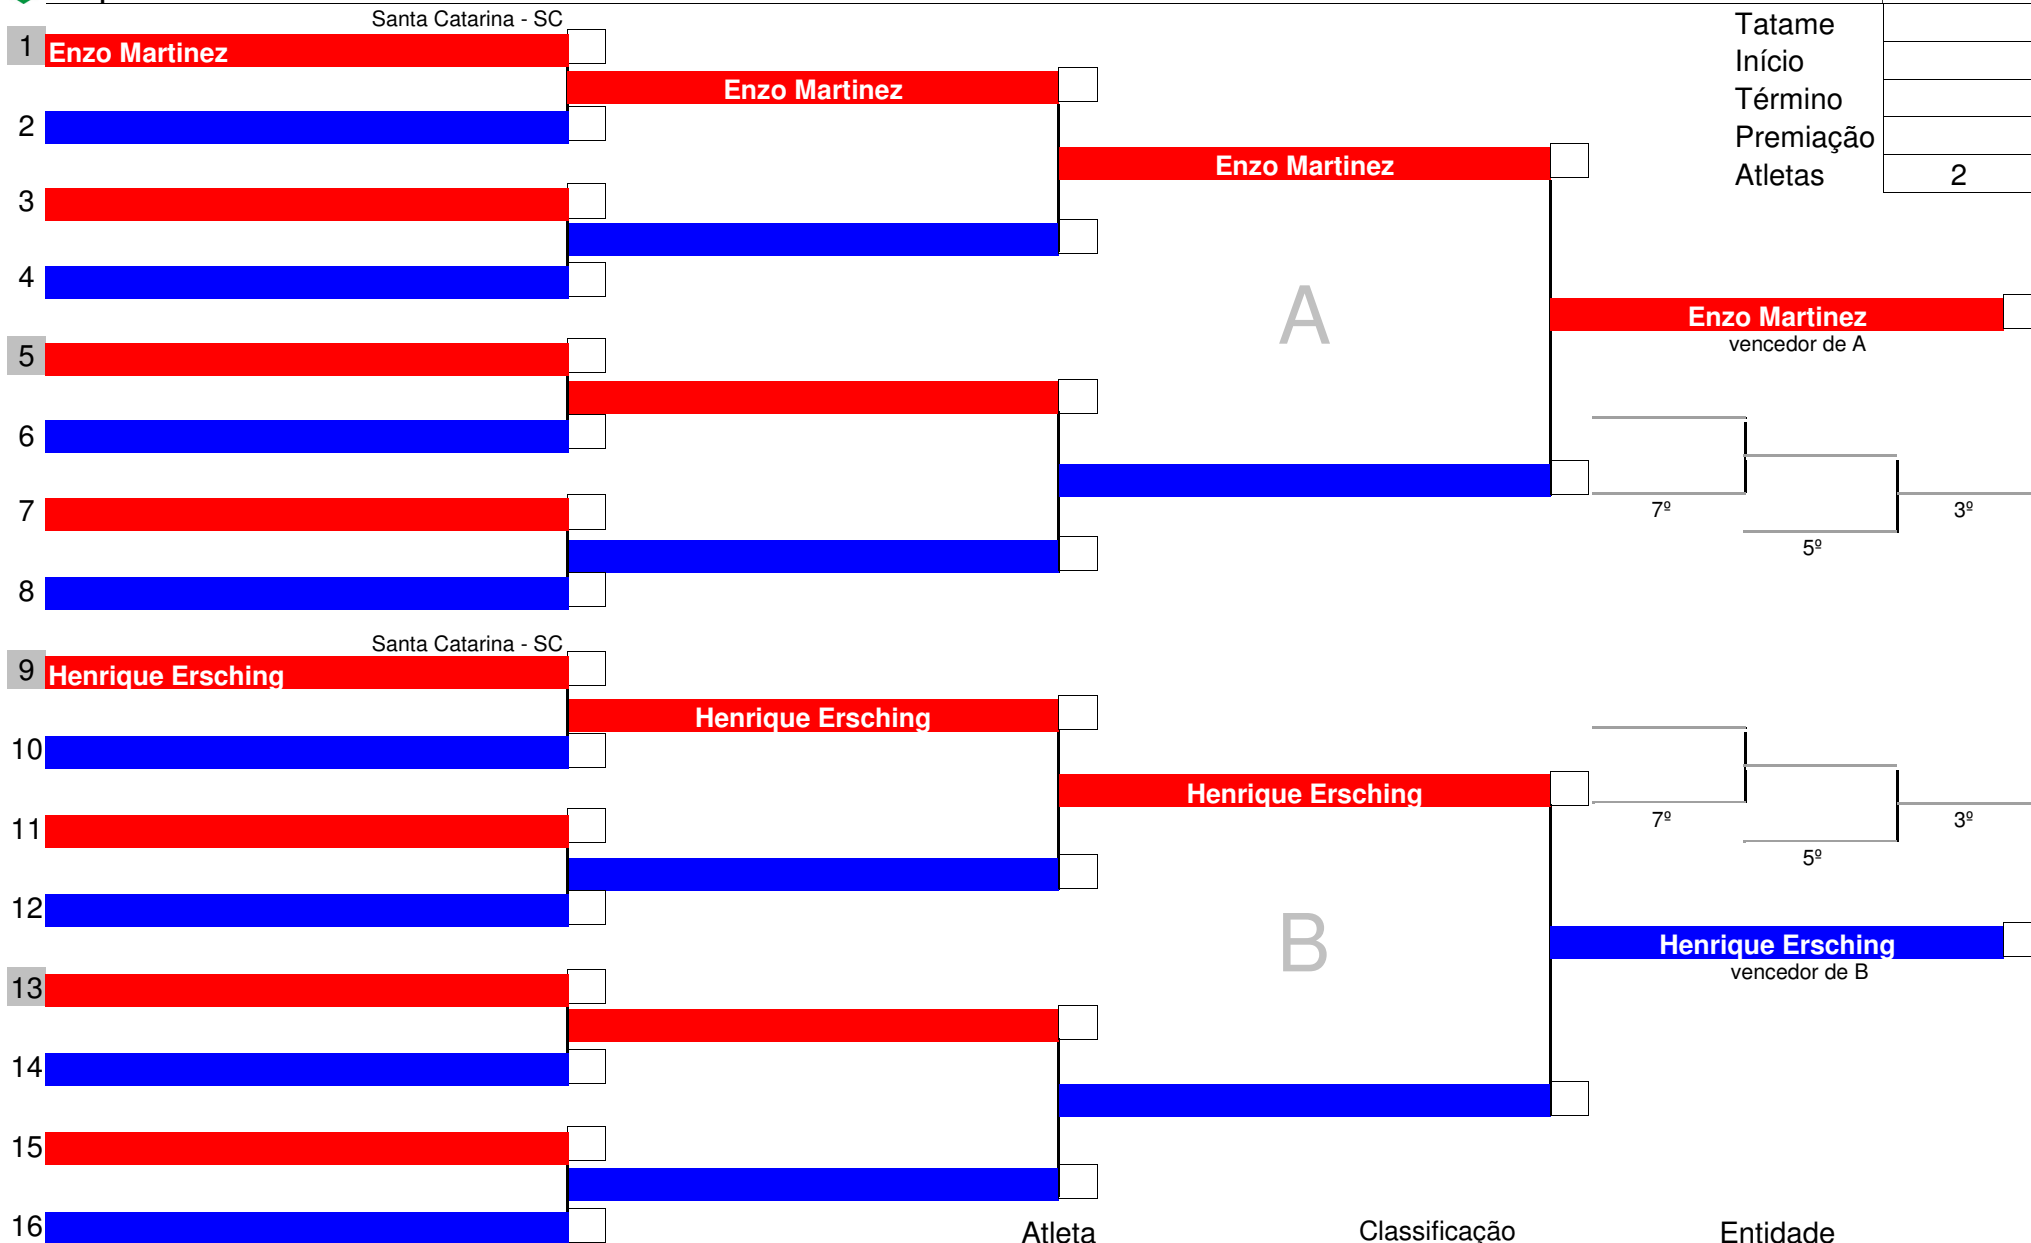 Santa Catarina - SC
1 Enzo Martinez
Enzo Martinez
2
Enzo Martinez
3
4
Enzo Martinez
vencedor de A
A
5
6
7
8
7º
5º
3º
Tatame
Início
Término
Premiação
Atletas 2
Santa Catarina - SC
9 Henrique Ersching
Henrique Ersching
10
Henrique Ersching
11
12
B
Henrique Ersching
vencedor de B
7º
5º
3º
13
14
15
16
Atleta Classificação Entidade